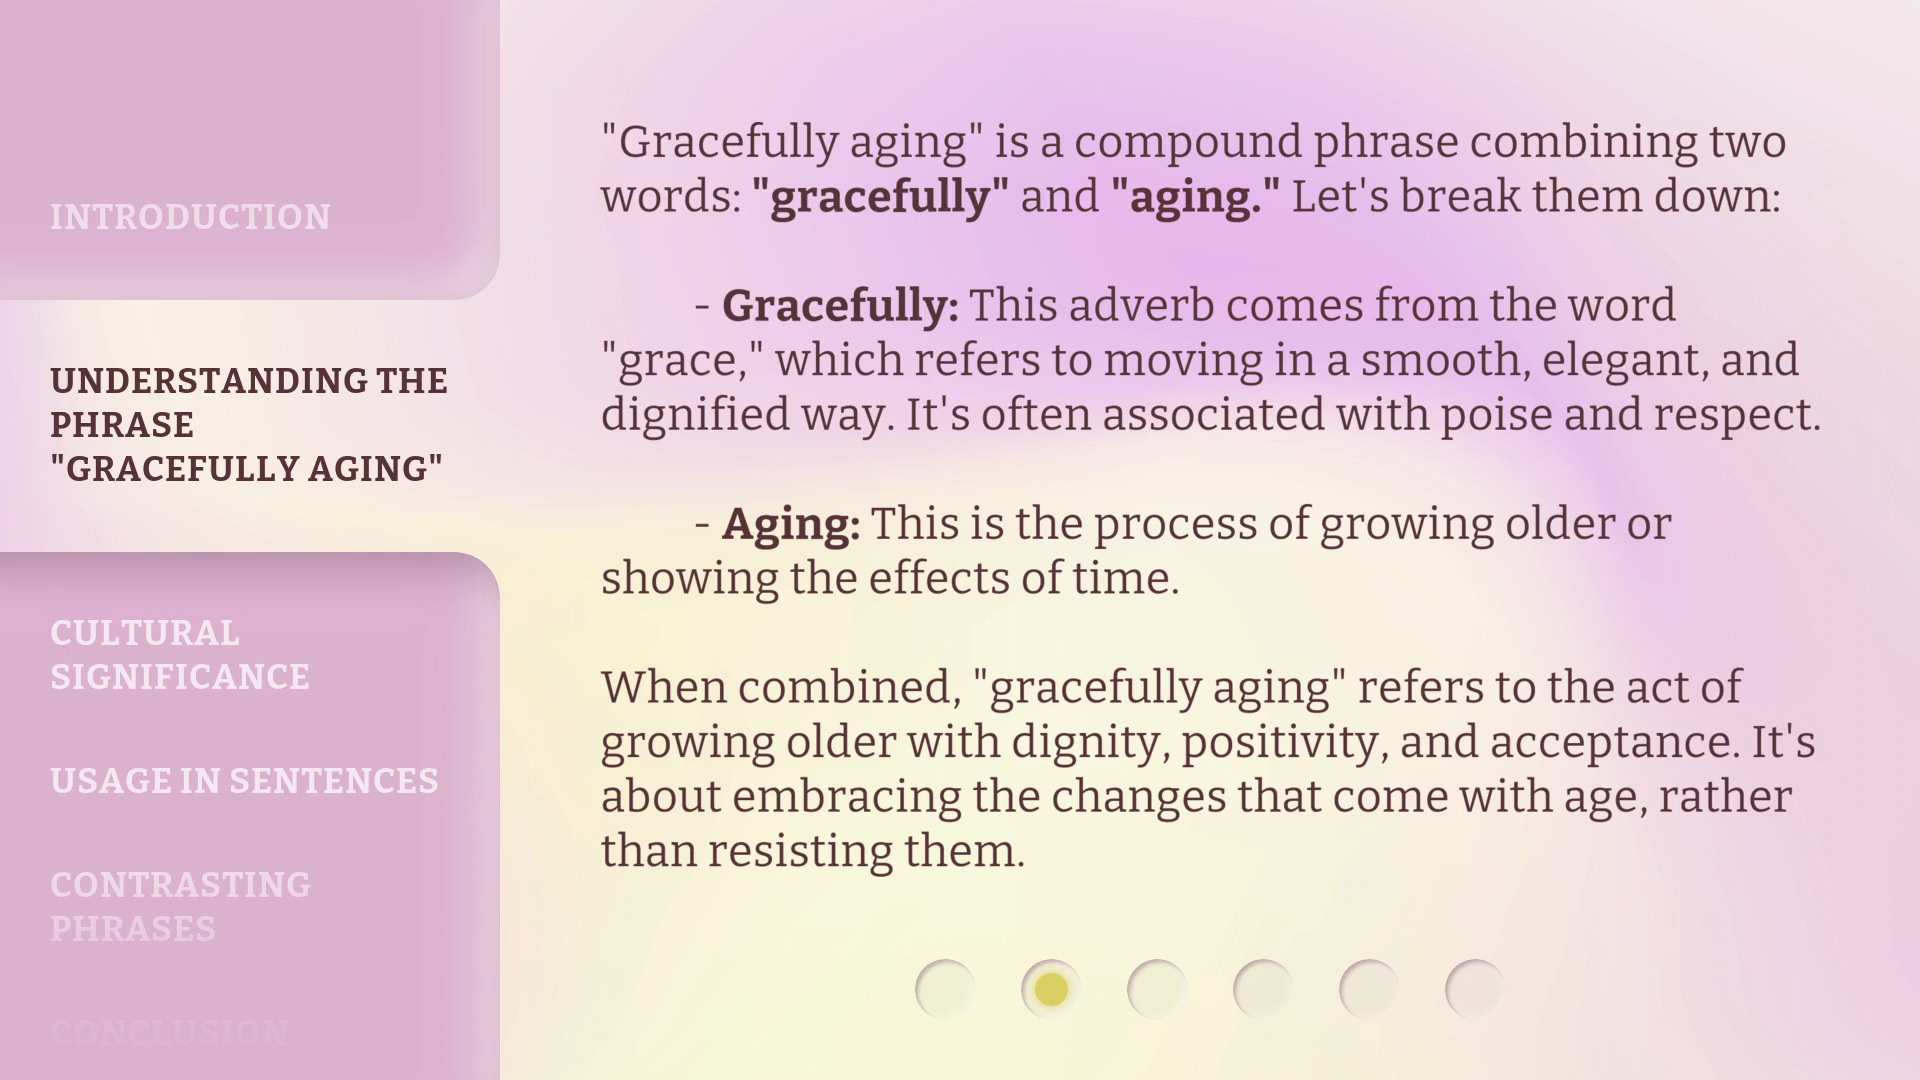 INTRODUCTION
UNDERSTANDING THE
PHRASE
"GRACEFULLY AGING"
CULTURAL
SIGNIFICANCE
USAGE IN SENTENCES
CONTRASTING
PHRASES
CONCLUSION
"Gracefully aging" is a compound phrase combining two
words: "gracefully" and "aging." Let's break them down:
- Gracefully: This adverb comes from the word
"grace," which refers to moving in a smooth, elegant, and
dignified way. It's often associated with poise and respect.
- Aging: This is the process of growing older or
showing the effects of time.
When combined, "gracefully aging" refers to the act of
growing older with dignity, positivity, and acceptance. It's
about embracing the changes that come with age, rather
than resisting them.